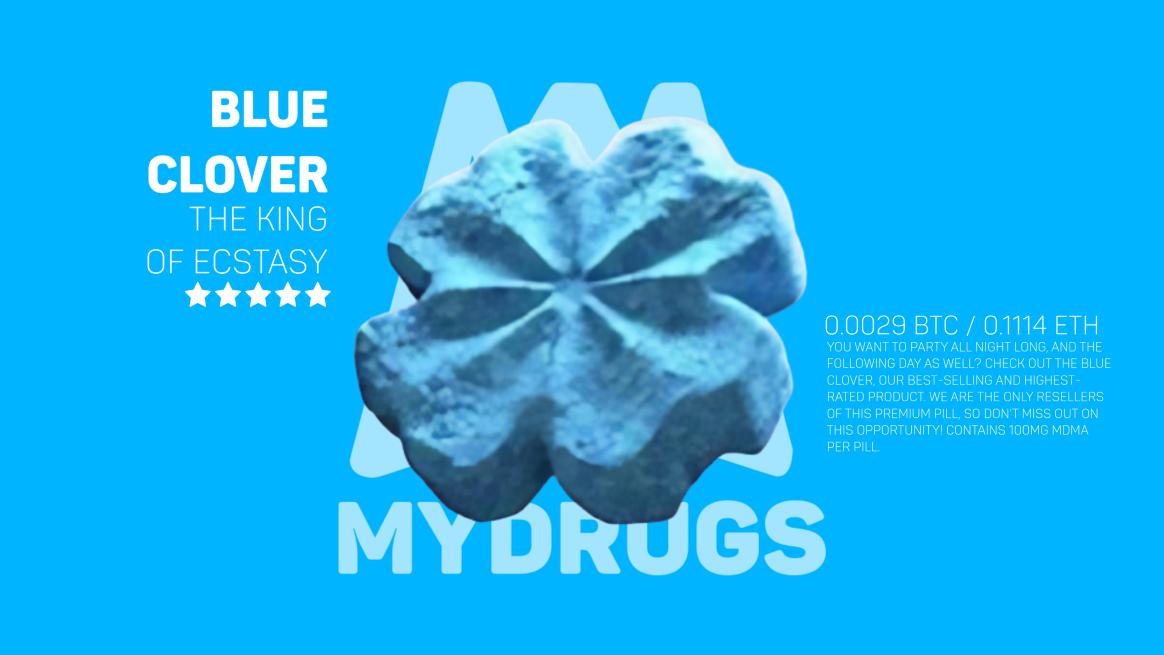 BLUE
CLOVER
THE KING
OF ECSTASY
0.0029 BTC / 0.1114 ETH
YOU WANT TO PARTY ALL NIGHT LONG, AND THE
FOLLOWING DAY AS WELL? CHECK OUT THE BLUE
CLOVER, OUR BEST-SELLING AND HIGHEST-
RATED PRODUCT. WE ARE THE ONLY RESELLERS
OF THIS PREMIUM PILL, SO DON'T MISS OUT ON
THIS OPPORTUNITY! CONTAINS 100MG MDMA
PER PILL.
MYDRUGS